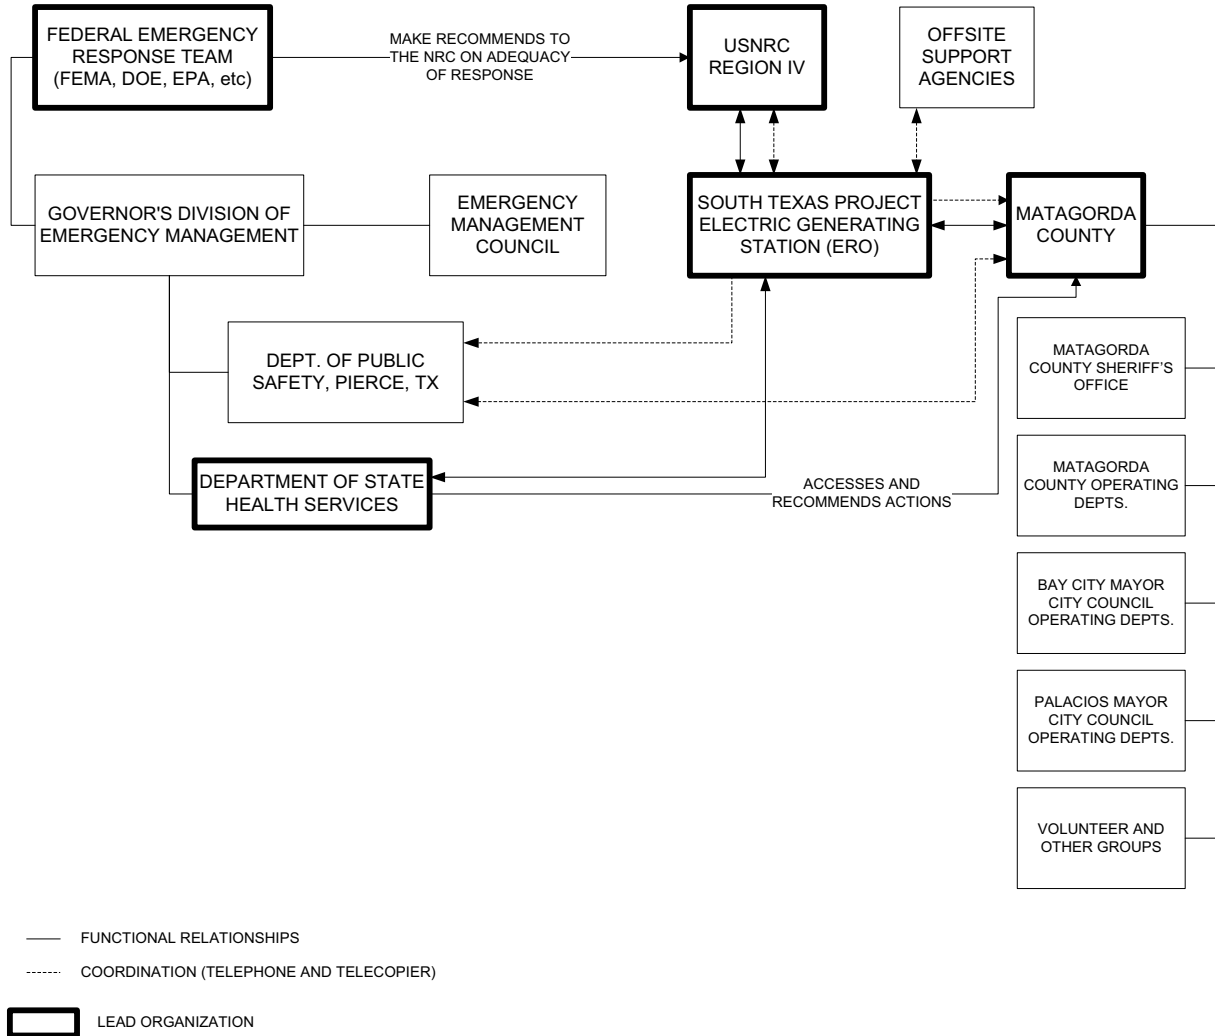 FEDERAL EMERGENCY
RESPONSE TEAM
(FEMA, DOE, EPA, etc)
MAKE RECOMMENDS TO
THE NRC ON ADEQUACY
OF RESPONSE
USNRC
REGION IV
OFFSITE
SUPPORT
AGENCIES
GOVERNOR'S DIVISION OF
EMERGENCY MANAGEMENT
EMERGENCY
MANAGEMENT
COUNCIL
SOUTH TEXAS PROJECT
ELECTRIC GENERATING
STATION (ERO)
MATAGORDA
COUNTY
DEPT. OF PUBLIC
SAFETY, PIERCE, TX
MATAGORDA
COUNTY SHERIFF'S
OFFICE
DEPARTMENT OF STATE
HEALTH SERVICES
ACCESSES AND
RECOMMENDS ACTIONS
MATAGORDA
COUNTY OPERATING
DEPTS.
BAY CITY MAYOR
CITY COUNCIL
OPERATING DEPTS.
PALACIOS MAYOR
CITY COUNCIL
OPERATING DEPTS.
VOLUNTEER AND
OTHER GROUPS
FUNCTIONAL RELATIONSHIPS
COORDINATION (TELEPHONE AND TELECOPIER)
LEAD ORGANIZATION